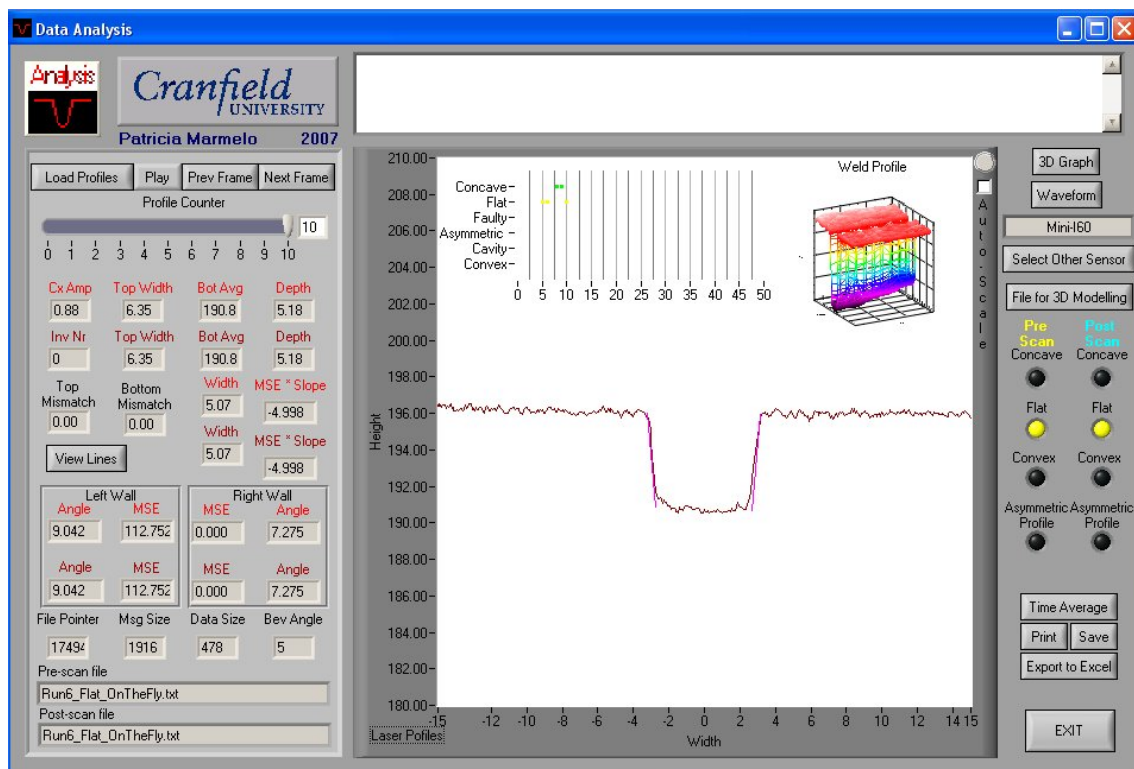 Data Analysis
Analysis
Cranfield
UNIVERSITY
Patricia Marmelo 2007
Load Profiles Play Prev Frame Next Frame
Profile Counter
10
0 1 2 3 4 5 6 7 8 9 10
Cx Amp Top Width Bot Avg Depth
0.88 6.35 190.8 5.18
Inv Nr Top Width Bot Avg Depth
0 6.35 190.8 5.18
Top Mismatch Bottom Mismatch Width MSE * Slope
0.00 0.00 5.07 -4.998
Width MSE * Slope
5.07 -4.998
View Lines
Left Wall Right Wall
Angle MSE MSE Angle
9.042 112.752 0.000 7.275
Angle MSE MSE Angle
9.042 112.752 0.000 7.275
File Pointer Msg Size Data Size Bev Angle
1916 478 5
Pre-scan file
Run6_Flat_OnTheFly.txt
Post-scan file
Run6_Flat_OnTheFly.txt
210.00
208.00
206.00
204.00
202.00
200.00
198.00
196.00
194.00
192.00
190.00
188.00
186.00
184.00
182.00
180.00
Height
-15 -12 -10 -8 -6 -4 -2 0 2 4 6 8 10 12 14 15
Width
Laser Pofiles
Concave
Flat
Faulty
Asymmetric
Cavity
Convex
0 5 10 15 20 25 30 35 40 45 50
Weld Profile
Auto-Scale
3D Graph
Waveform
Mini-I60
Select Other Sensor
File for 3D Modelling
Pre Scan Post Scan
Concave Concave
Flat Flat
Convex Convex
Asymmetric Profile Asymmetric Profile
Time Average
Print Save
Export to Excel
EXIT